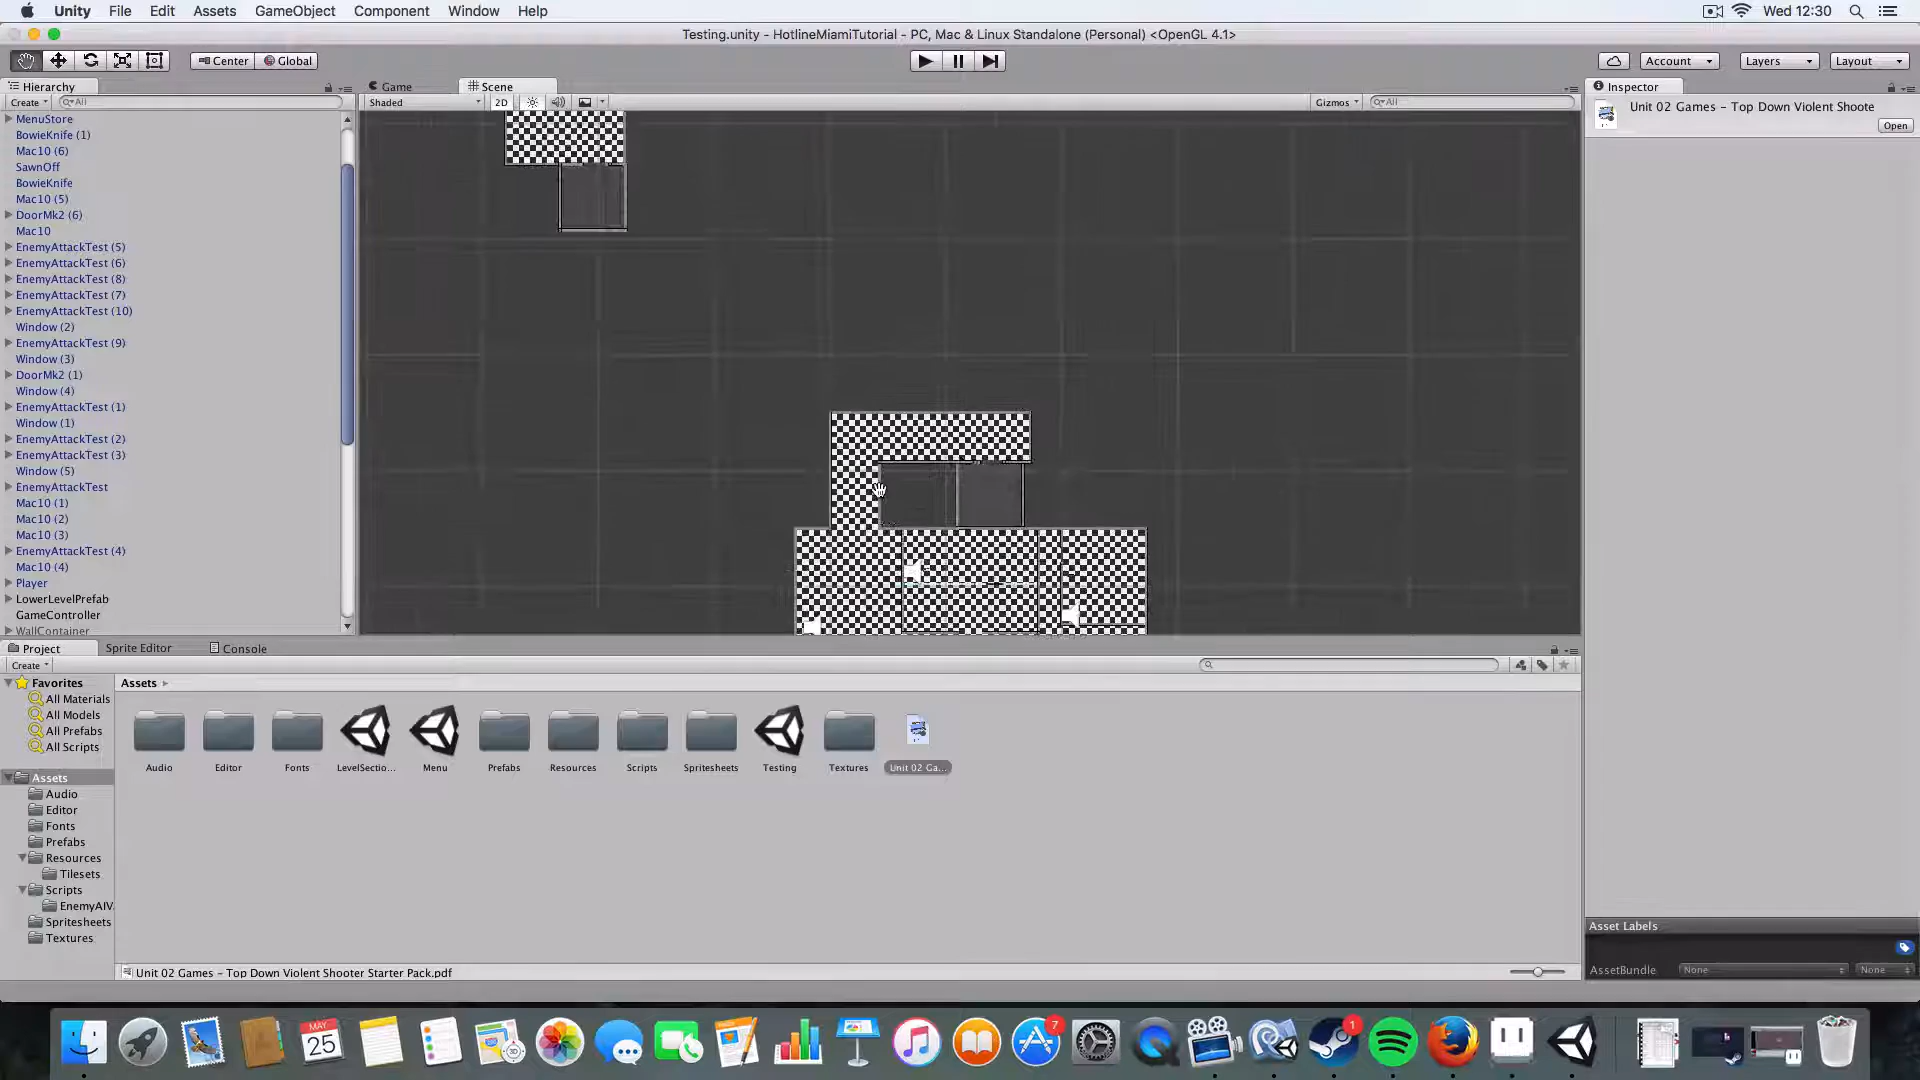 Unity File Edit Assets GameObject Component Window Help Wed 12:30
Testing.unity - HotlineMiamiTutorial - PC, Mac & Linux Standalone (Personal) <OpenGL 4.1>
Center Global Account Layers Layout
Hierarchy Game Scene Inspector
Create All Shaded 2D Gizmos All
Unit 02 Games - Top Down Violent Shoote
Open
MenuStore
BowieKnife (1)
Mac10 (6)
SawnOff
BowieKnife
Mac10 (5)
DoorMk2 (6)
Mac10
EnemyAttackTest (5)
EnemyAttackTest (6)
EnemyAttackTest (8)
EnemyAttackTest (7)
EnemyAttackTest (10)
Window (2)
EnemyAttackTest (9)
Window (3)
DoorMk2 (1)
Window (4)
EnemyAttackTest (1)
Window (1)
EnemyAttackTest (2)
EnemyAttackTest (3)
Window (5)
EnemyAttackTest
Mac10 (1)
Mac10 (2)
Mac10 (3)
EnemyAttackTest (4)
Mac10 (4)
Player
LowerLevelPrefab
GameController
WallContainer
Project Sprite Editor Console
Create
Favorites
All Materials
All Models
All Prefabs
All Scripts
Assets
Audio
Editor
Fonts
Prefabs
Resources
Tilesets
Scripts
EnemyAIV
Spritesheets
Textures
Assets
Audio Editor Fonts LevelSectio... Menu Prefabs Resources Scripts Spritesheets Testing Textures Unit 02 Ga...
Unit 02 Games - Top Down Violent Shooter Starter Pack.pdf
Asset Labels
AssetBundle None None
MAY
25
3D
7
1